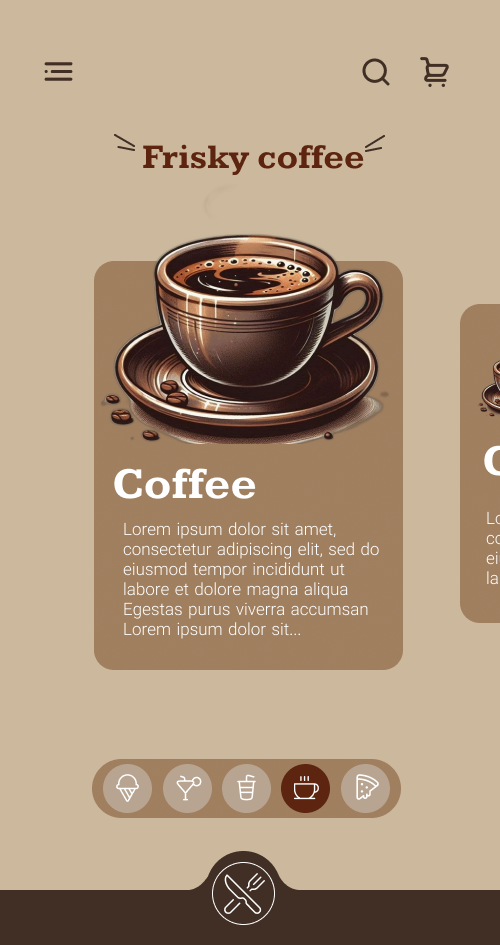 Frisky coffee
Coffee
Lorem ipsum dolor sit amet,
consectetur adipiscing elit, sed do
eiusmod tempor incididunt ut
labore et dolore magna aliqua
Egestas purus viverra accumsan
Lorem ipsum dolor sit...
C
Lo
co
ei
la